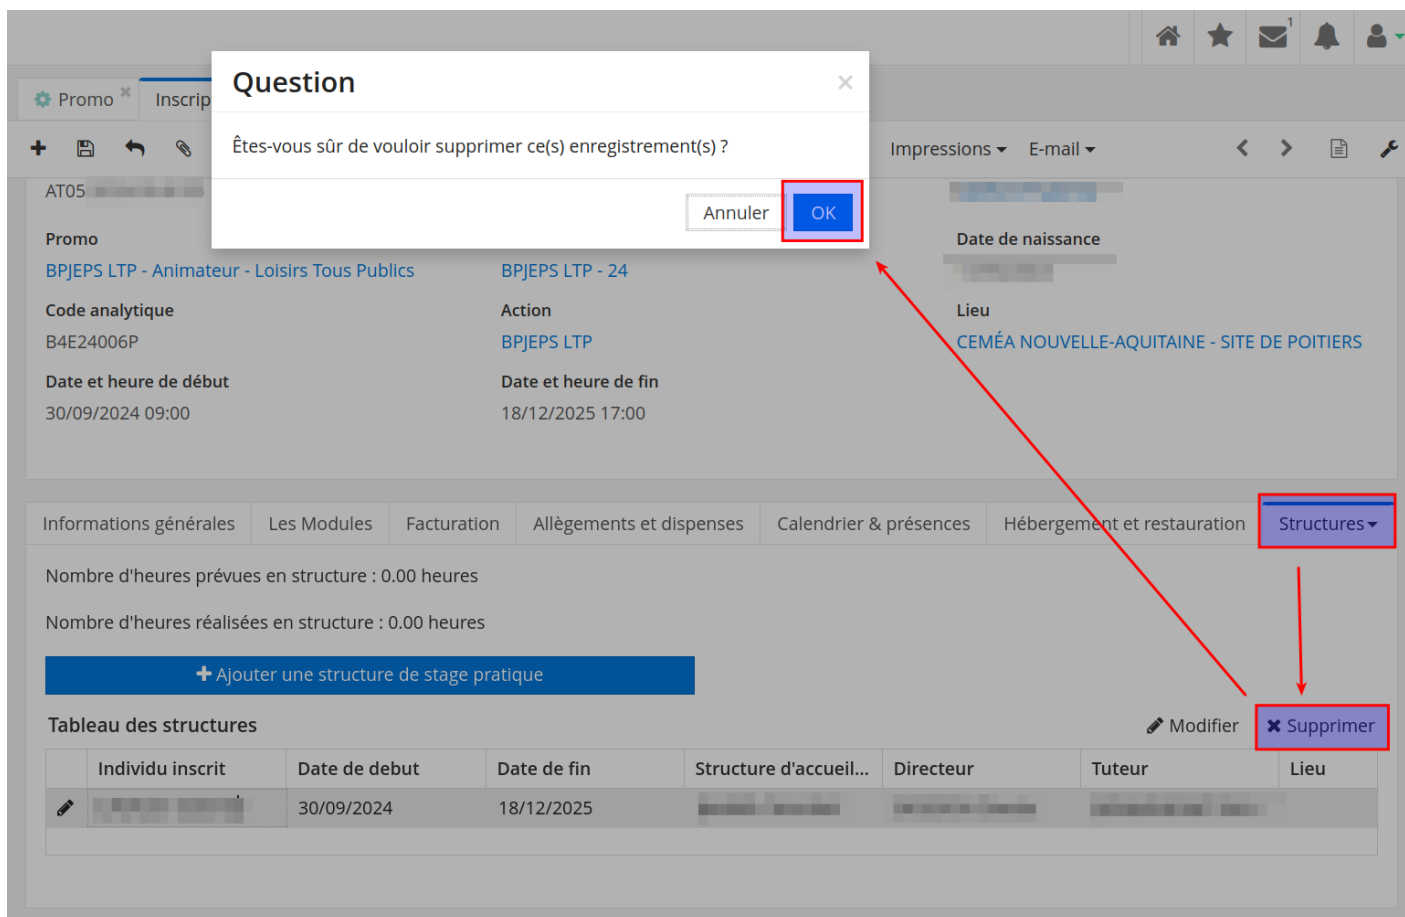 1
Promo
Inscrip
Question
Êtes-vous sûr de vouloir supprimer ce(s) enregistrement(s) ?
Annuler
OK
Impressions
E-mail
AT05
Promo
Date de naissance
BPJEPS LTP - Animateur - Loisirs Tous Publics
BPJEPS LTP - 24
Code analytique
Action
Lieu
B4E24006P
BPJEPS LTP
CEMÉA NOUVELLE-AQUITAINE - SITE DE POITIERS
Date et heure de début
Date et heure de fin
30/09/2024 09:00
18/12/2025 17:00
Informations générales
Les Modules
Facturation
Allègements et dispenses
Calendrier & présences
Hébergement et restauration
Structures
Nombre d'heures prévues en structure : 0.00 heures
Nombre d'heures réalisées en structure : 0.00 heures
Ajouter une structure de stage pratique
Tableau des structures
Modifier
Supprimer
Individu inscrit
Date de debut
Date de fin
Structure d'accueil...
Directeur
Tuteur
Lieu
30/09/2024
18/12/2025